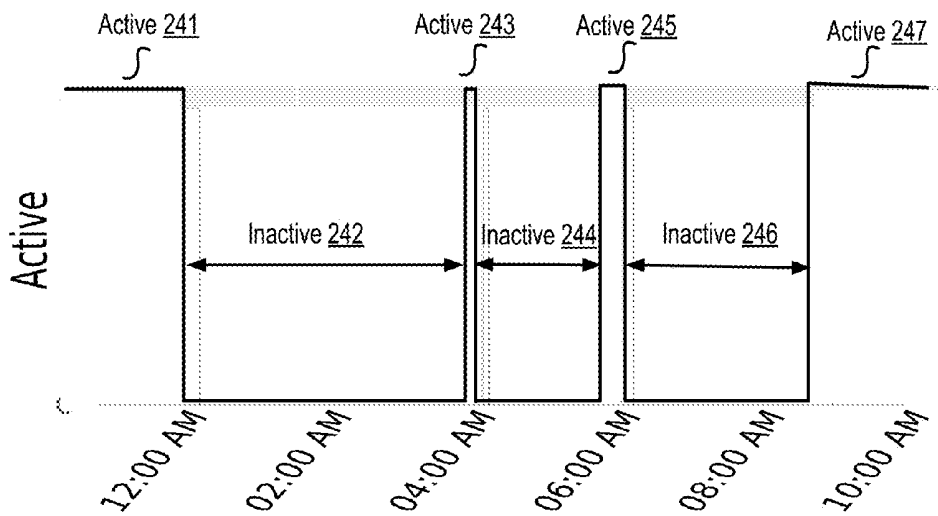 Active 241
Active 243
Active 245
Active 247
Active
Inactive 242
Inactive 244
Inactive 246
12:00 AM
02:00 AM
04:00 AM
06:00 AM
08:00 AM
10:00 AM